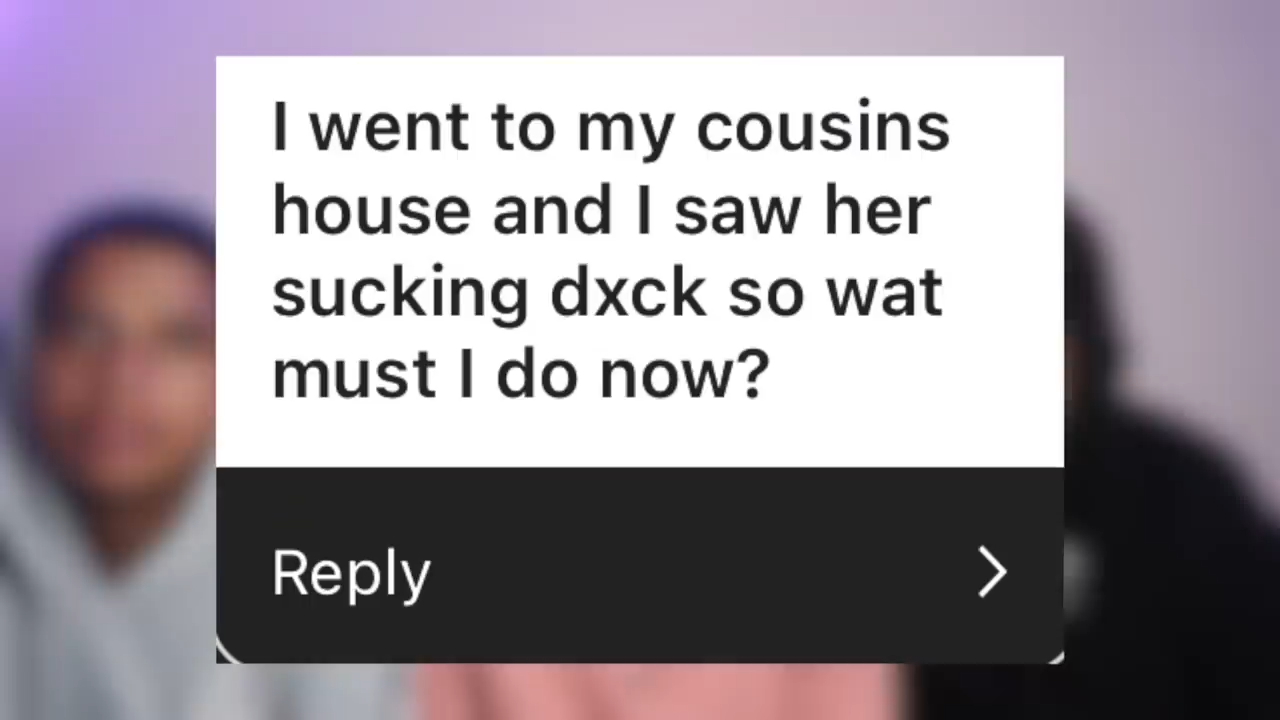 I went to my cousins
house and I saw her
sucking dxck so wat
must I do now?
Reply